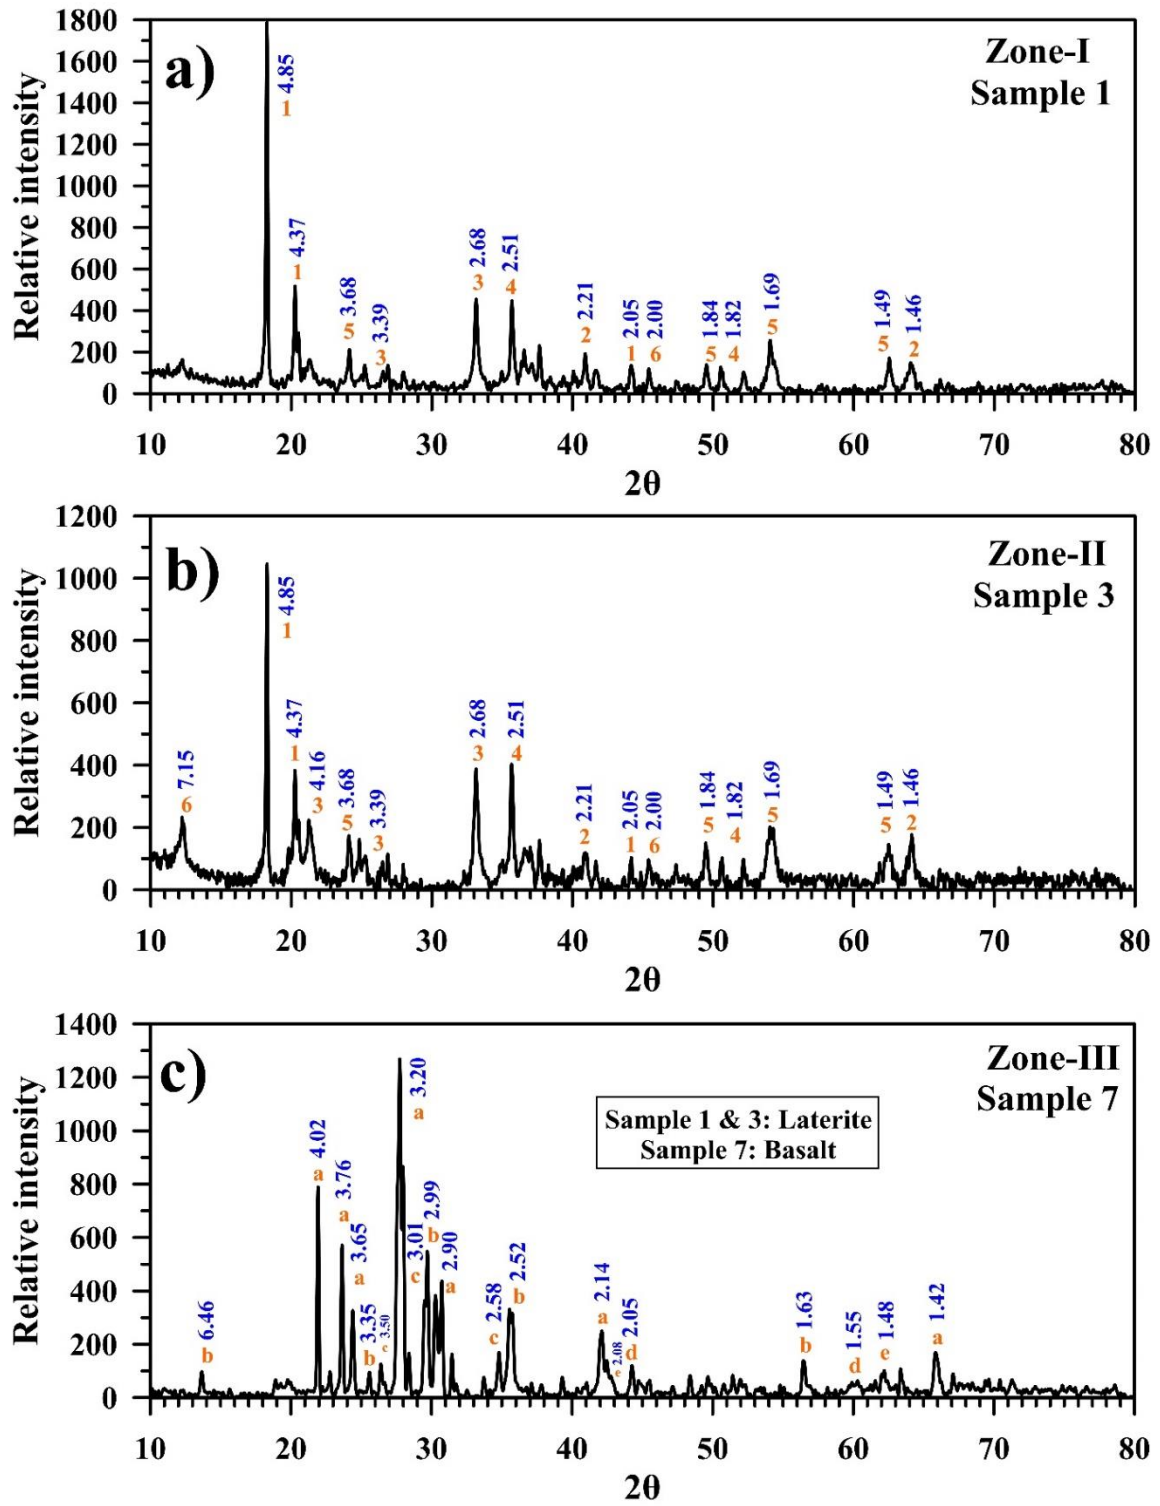 a)
Zone-I
Sample 1
Relative intensity
1800
1600
1400
1200
1000
800
600
400
200
0
4.85
1
4.37
1
3.68
5
3.39
3
2.68
3
2.51
4
2.21
2
2.05
1
2.00
6
1.84
5
1.82
4
1.69
5
1.49
5
1.46
2
10 20 30 40 50 60 70 80
2θ
b)
Zone-II
Sample 3
Relative intensity
1200
1000
800
600
400
200
0
7.15
6
4.85
1
4.37
1
4.16
3
3.68
5
3.39
3
2.68
3
2.51
4
2.21
2
2.05
1
2.00
6
1.84
5
1.82
4
1.69
5
1.49
5
1.46
2
10 20 30 40 50 60 70 80
2θ
c)
Zone-III
Sample 7
Sample 1 & 3: Laterite
Sample 7: Basalt
Relative intensity
1400
1200
1000
800
600
400
200
0
6.46
b
4.02
a
3.76
a
3.65
a
3.35
b
3.50
c
3.20
a
3.01
c
2.99
b
2.90
a
2.58
c
2.52
b
2.14
a
2.08
e
2.05
d
1.63
b
1.55
d
1.48
e
1.42
a
10 20 30 40 50 60 70 80
2θ